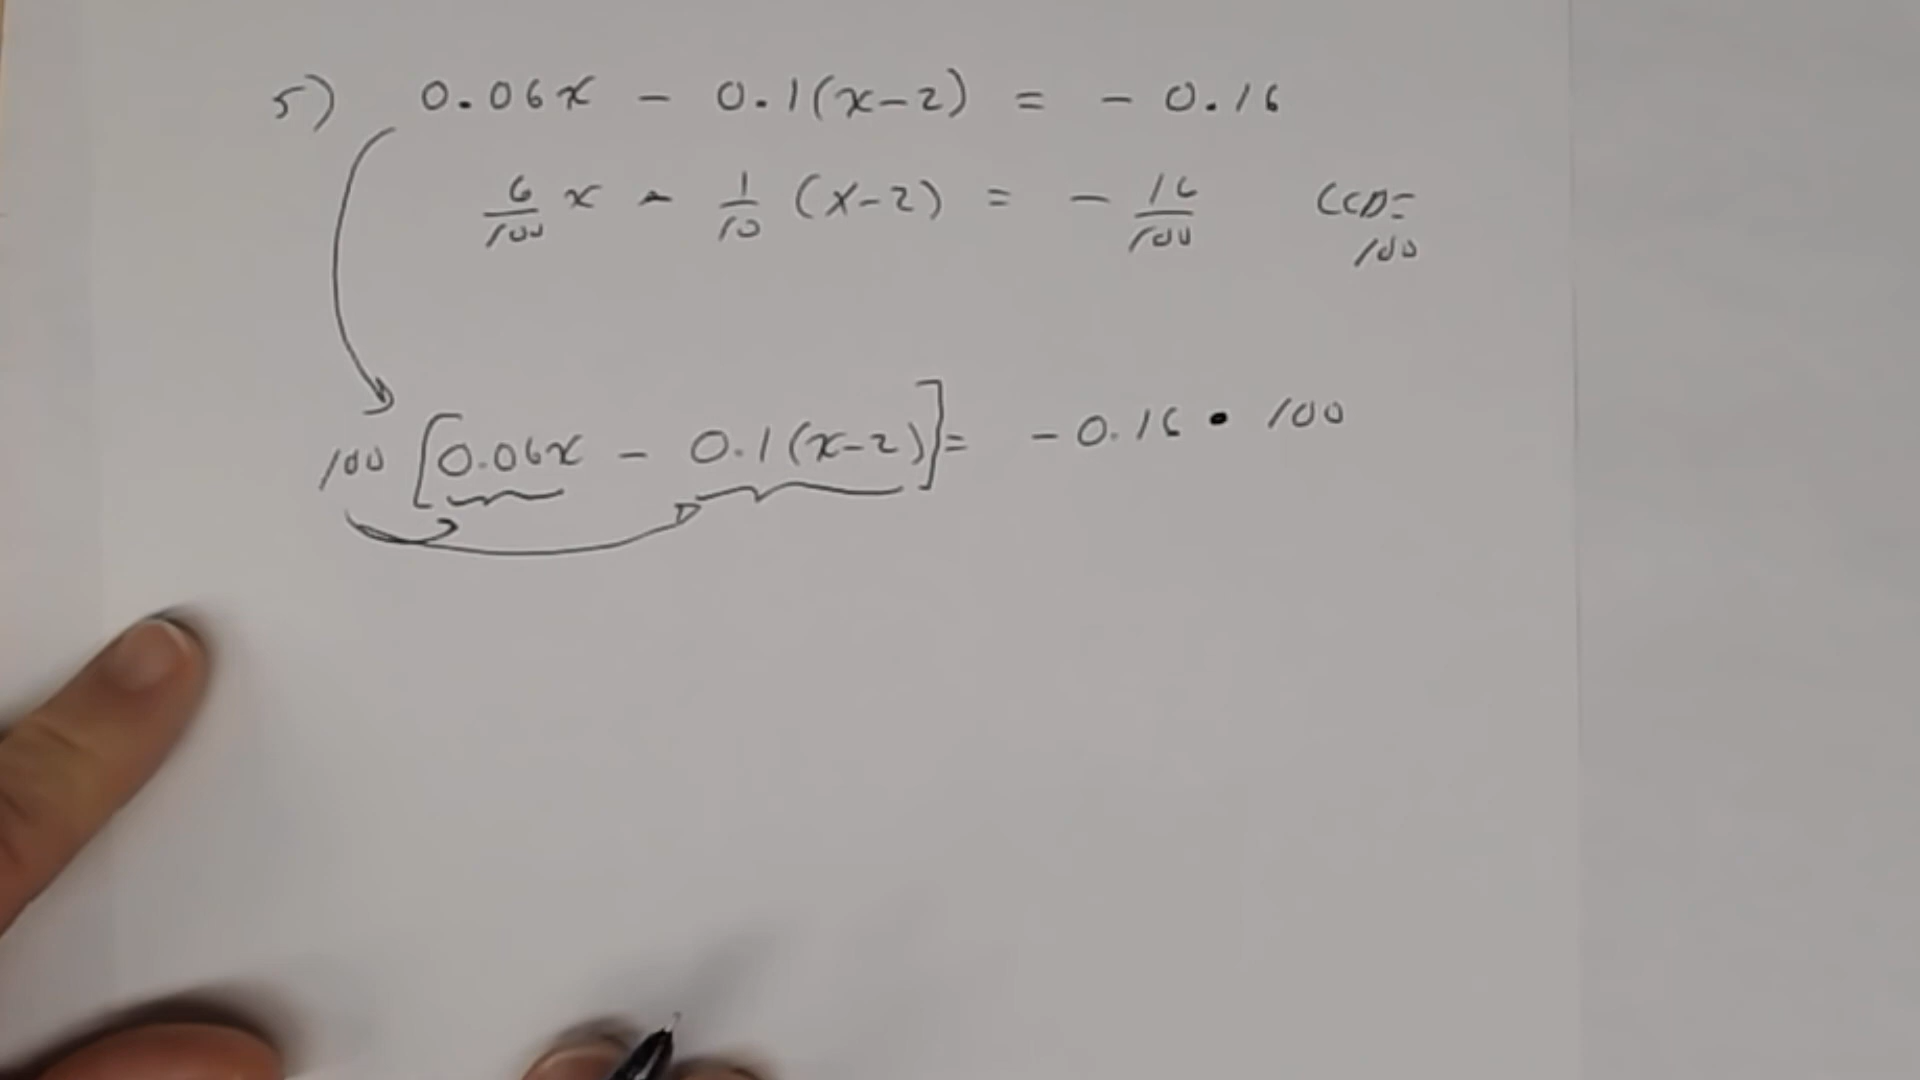 5) 0.06x - 0.1(x-2) = - 0.16
6/100 x - 1/10 (x-2) = - 16/100 LCD=
100
100 [0.06x - 0.1(x-2)] = - 0.16 • 100